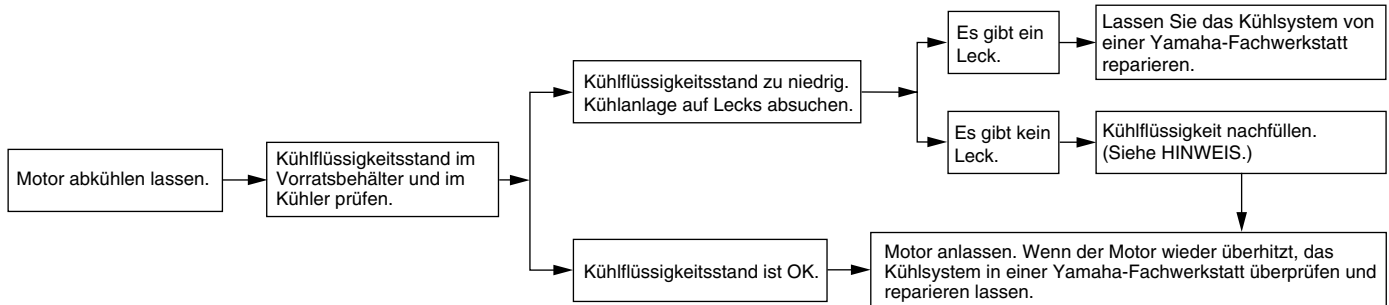 Motor abkühlen lassen.
Kühlflüssigkeitsstand im
Vorratsbehälter und im
Kühler prüfen.
Kühlflüssigkeitsstand zu niedrig.
Kühlanlage auf Lecks absuchen.
Es gibt ein
Leck.
Lassen Sie das Kühlsystem von
einer Yamaha-Fachwerkstatt
reparieren.
Es gibt kein
Leck.
Kühlflüssigkeit nachfüllen.
(Siehe HINWEIS.)
Kühlflüssigkeitsstand ist OK.
Motor anlassen. Wenn der Motor wieder überhitzt, das
Kühlsystem in einer Yamaha-Fachwerkstatt überprüfen und
reparieren lassen.